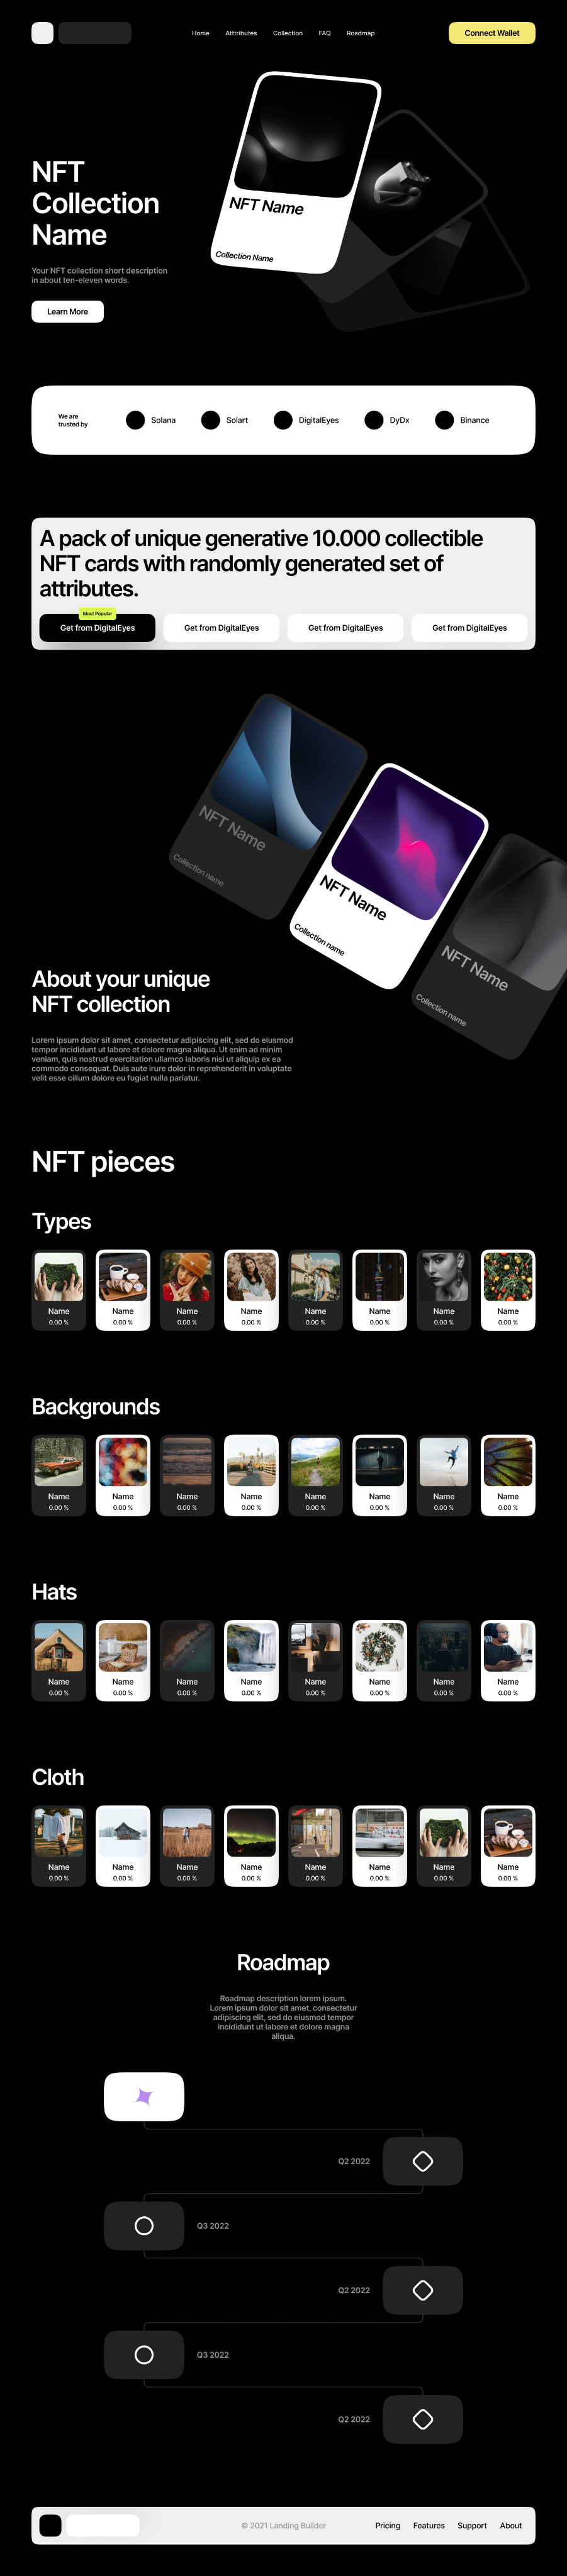 Home
Atttributes
Collection
FAQ
Roadmap
Connect Wallet
NFT
Collection
Name
Your NFT collection short description
in about ten-eleven words.
Learn More
NFT Name
Collection Name
We are
trusted by
Solana
Solart
DigitalEyes
DyDx
Binance
A pack of unique generative 10.000 collectible
NFT cards with randomly generated set of
attributes.
Most Popular
Get from DigitalEyes
Get from DigitalEyes
Get from DigitalEyes
Get from DigitalEyes
NFT Name
Collection name
NFT Name
Collection name
NFT Name
Collection name
About your unique
NFT collection
Lorem ipsum dolor sit amet, consectetur adipiscing elit, sed do eiusmod
tempor incididunt ut labore et dolore magna aliqua. Ut enim ad minim
veniam, quis nostrud exercitation ullamco laboris nisi ut aliquip ex ea
commodo consequat. Duis aute irure dolor in reprehenderit in voluptate
velit esse cillum dolore eu fugiat nulla pariatur.
NFT pieces
Types
Name Name Name Name Name Name Name Name
0.00 % 0.00 % 0.00 % 0.00 % 0.00 % 0.00 % 0.00 % 0.00 %
Backgrounds
Name Name Name Name Name Name Name Name
0.00 % 0.00 % 0.00 % 0.00 % 0.00 % 0.00 % 0.00 % 0.00 %
Hats
Name Name Name Name Name Name Name Name
0.00 % 0.00 % 0.00 % 0.00 % 0.00 % 0.00 % 0.00 % 0.00 %
Cloth
Name Name Name Name Name Name Name Name
0.00 % 0.00 % 0.00 % 0.00 % 0.00 % 0.00 % 0.00 % 0.00 %
Roadmap
Roadmap description lorem ipsum.
Lorem ipsum dolor sit amet, consectetur
adipiscing elit, sed do eiusmod tempor
incididunt ut labore et dolore magna
aliqua.
Q2 2022
Q3 2022
Q2 2022
Q3 2022
Q2 2022
© 2021 Landing Builder
Pricing
Features
Support
About